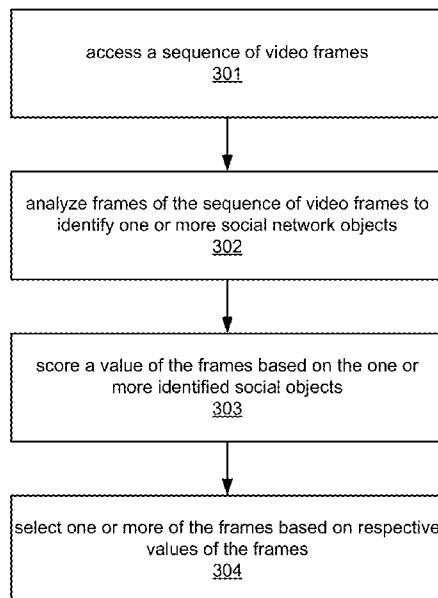 access a sequence of video frames
301
analyze frames of the sequence of video frames to
identify one or more social network objects
302
score a value of the frames based on the one or
more identified social objects
303
select one or more of the frames based on respective
values of the frames
304